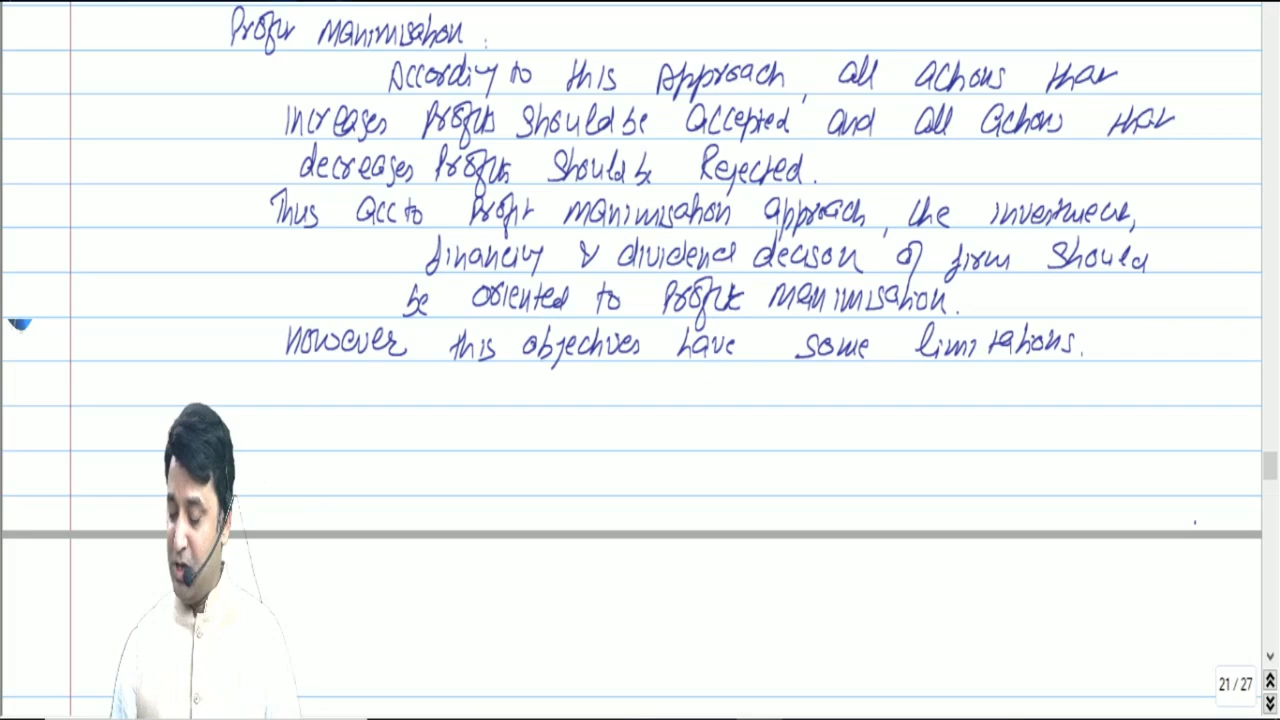 Profit Maximisation :
According to this Approach, all actions that
increases Profits should be accepted and all actions that
decreases Profits should be Rejected.
Thus acc to Profit maximisation approach, the investment,
financing & dividend decision of firm should
be oriented to Profit maximisation.
However this objectives have some limitations.
21 / 27